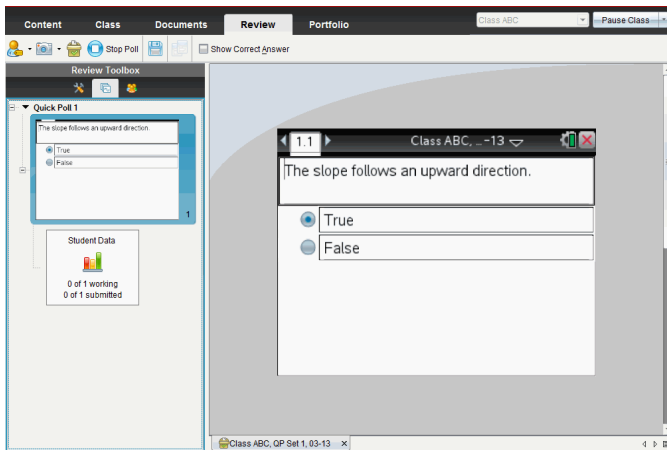 Content Class Documents Review Portfolio Class ABC Pause Class
Stop Poll Show Correct Answer
Review Toolbox
Quick Poll 1
The slope follows an upward direction.
True
False
1
Student Data
0 of 1 working
0 of 1 submitted
1.1 Class ABC, ...-13
The slope follows an upward direction.
True
False
Class ABC, QP Set 1, 03-13 ×